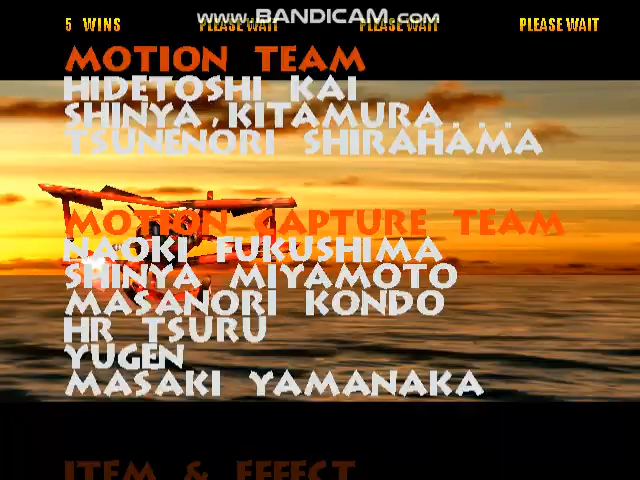 www.BANDICAM.com
5 WINS PLEASE WAIT PLEASE WAIT PLEASE WAIT
MOTION TEAM
HIDETOSHI KAI
SHINYA,KITAMURA...
TSUNENORI SHIRAHAMA
MOTION CAPTURE TEAM
NAOKI FUKUSHIMA
SHINYA MIYAMOTO
MASANORI KONDO
HR TSURU
YUGEN
MASAKI YAMANAKA
ITEM & EFFECT